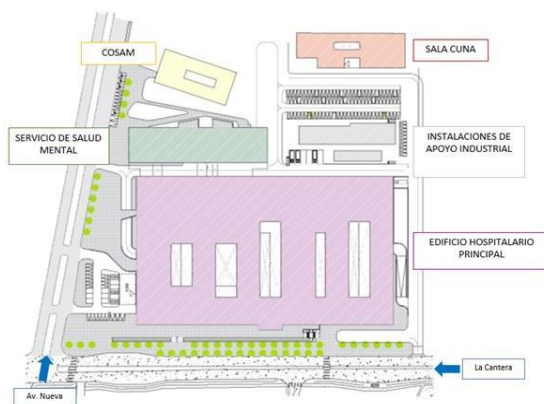 COSAM
SALA CUNA
SERVICIO DE SALUD
MENTAL
INSTALACIONES DE
APOYO INDUSTRIAL
EDIFICIO HOSPITALARIO
PRINCIPAL
La Cantera
Av. Nueva